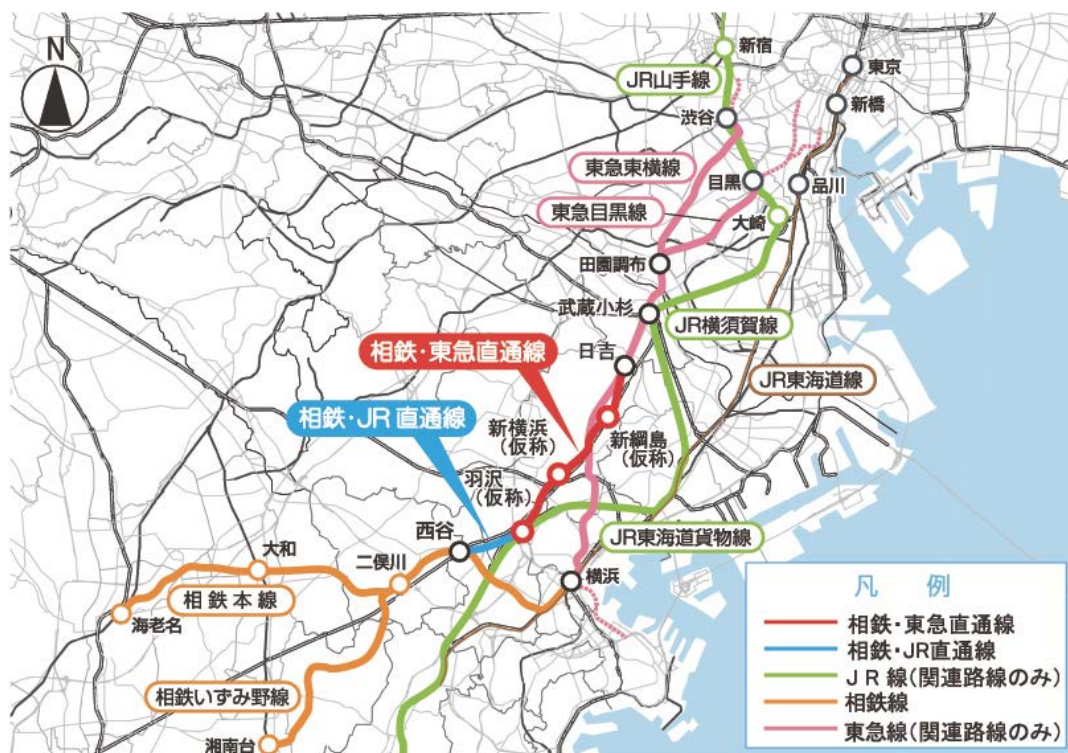 N
新宿
東京
JR山手線
新橋
渋谷
東急東横線
目黒
品川
東急目黒線
大崎
田園調布
武蔵小杉
JR横須賀線
日吉
相鉄・東急直通線
JR東海道線
相鉄・JR直通線
新横浜
(仮称)
新綱島
(仮称)
羽沢
(仮称)
西谷
JR東海道貨物線
大和
二俣川
横浜
相鉄本線
海老名
相鉄いずみ野線
湘南台
凡 例
相鉄・東急直通線
相鉄・JR直通線
JR線(関連路線のみ)
相鉄線
東急線(関連路線のみ)